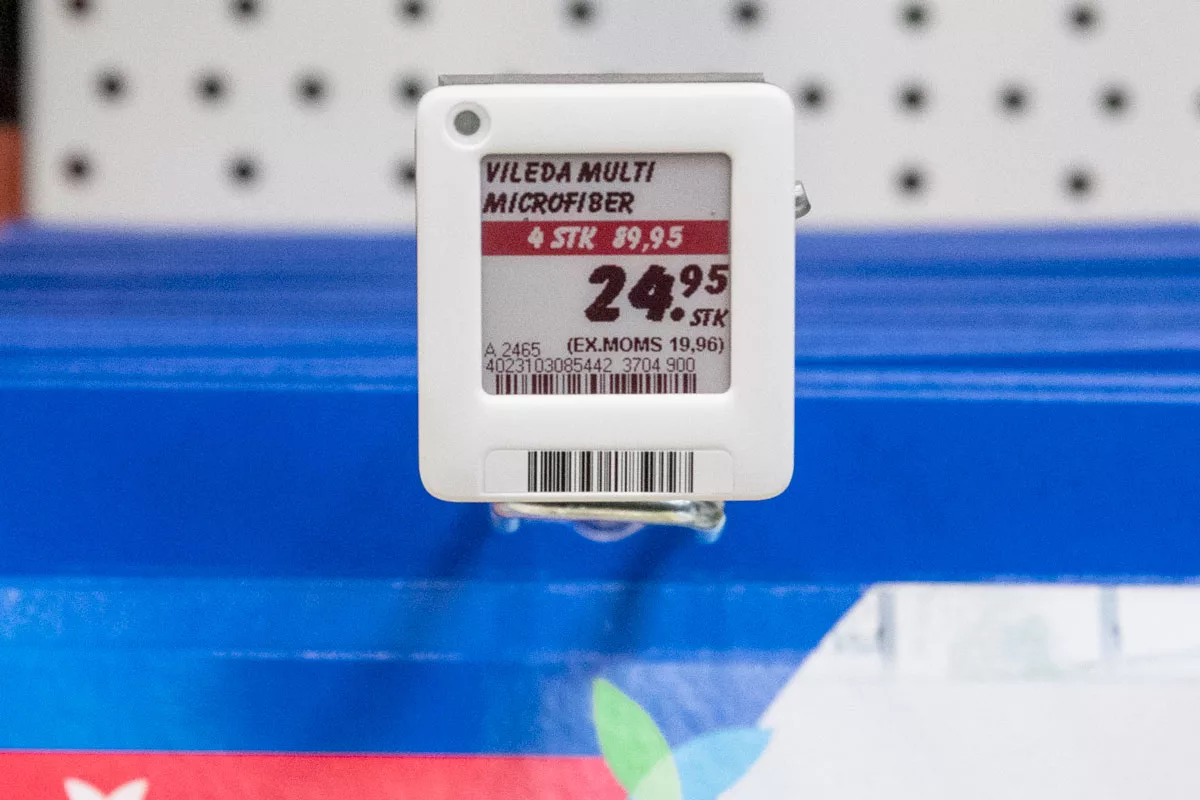 VILEDA MULTI
MICROFIBER
4 STK 89,95
24.95
STK
(EX.MOMS 19,96)
A 2465
4023103085442 3704 900